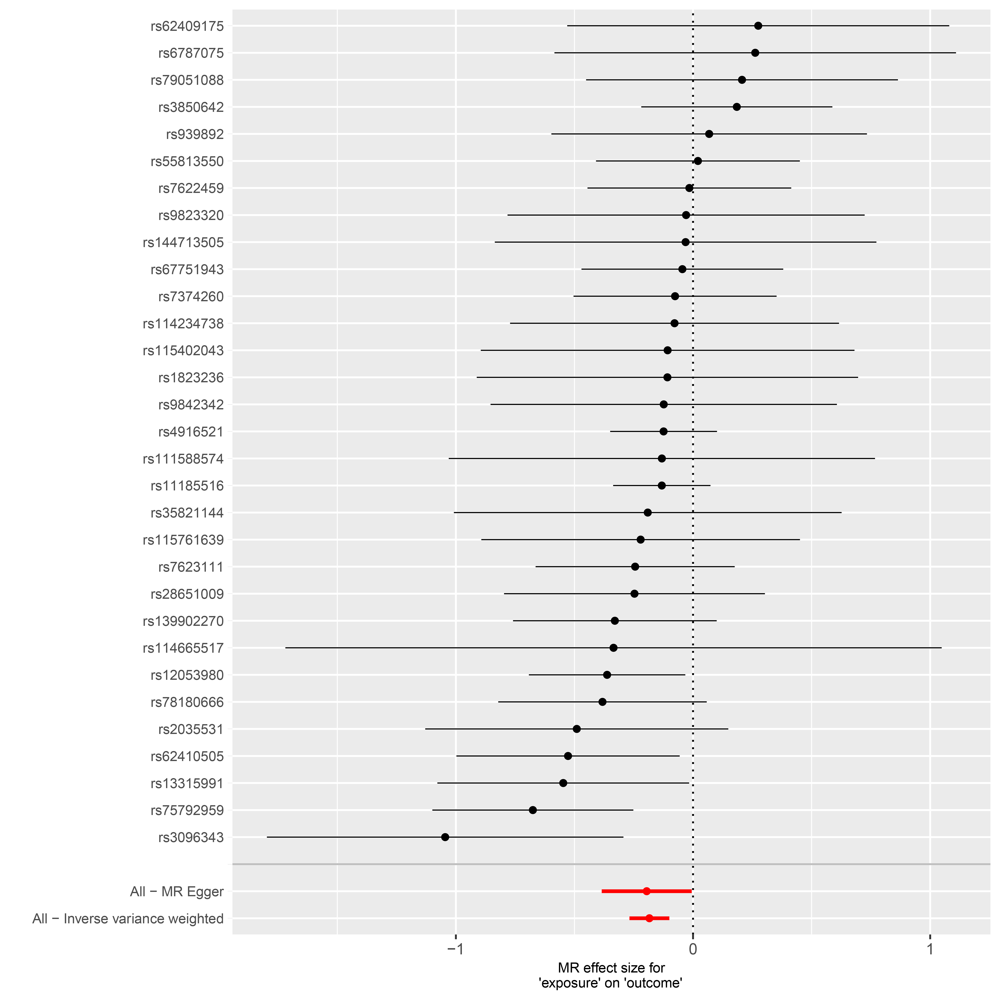 rs62409175
rs6787075
rs79051088
rs3850642
rs939892
rs55813550
rs7622459
rs9823320
rs144713505
rs67751943
rs7374260
rs114234738
rs115402043
rs1823236
rs9842342
rs4916521
rs111588574
rs11185516
rs35821144
rs115761639
rs7623111
rs28651009
rs139902270
rs114665517
rs12053980
rs78180666
rs2035531
rs62410505
rs13315991
rs75792959
rs3096343
All − MR Egger
All − Inverse variance weighted
−1 0 1
MR effect size for
'exposure' on 'outcome'